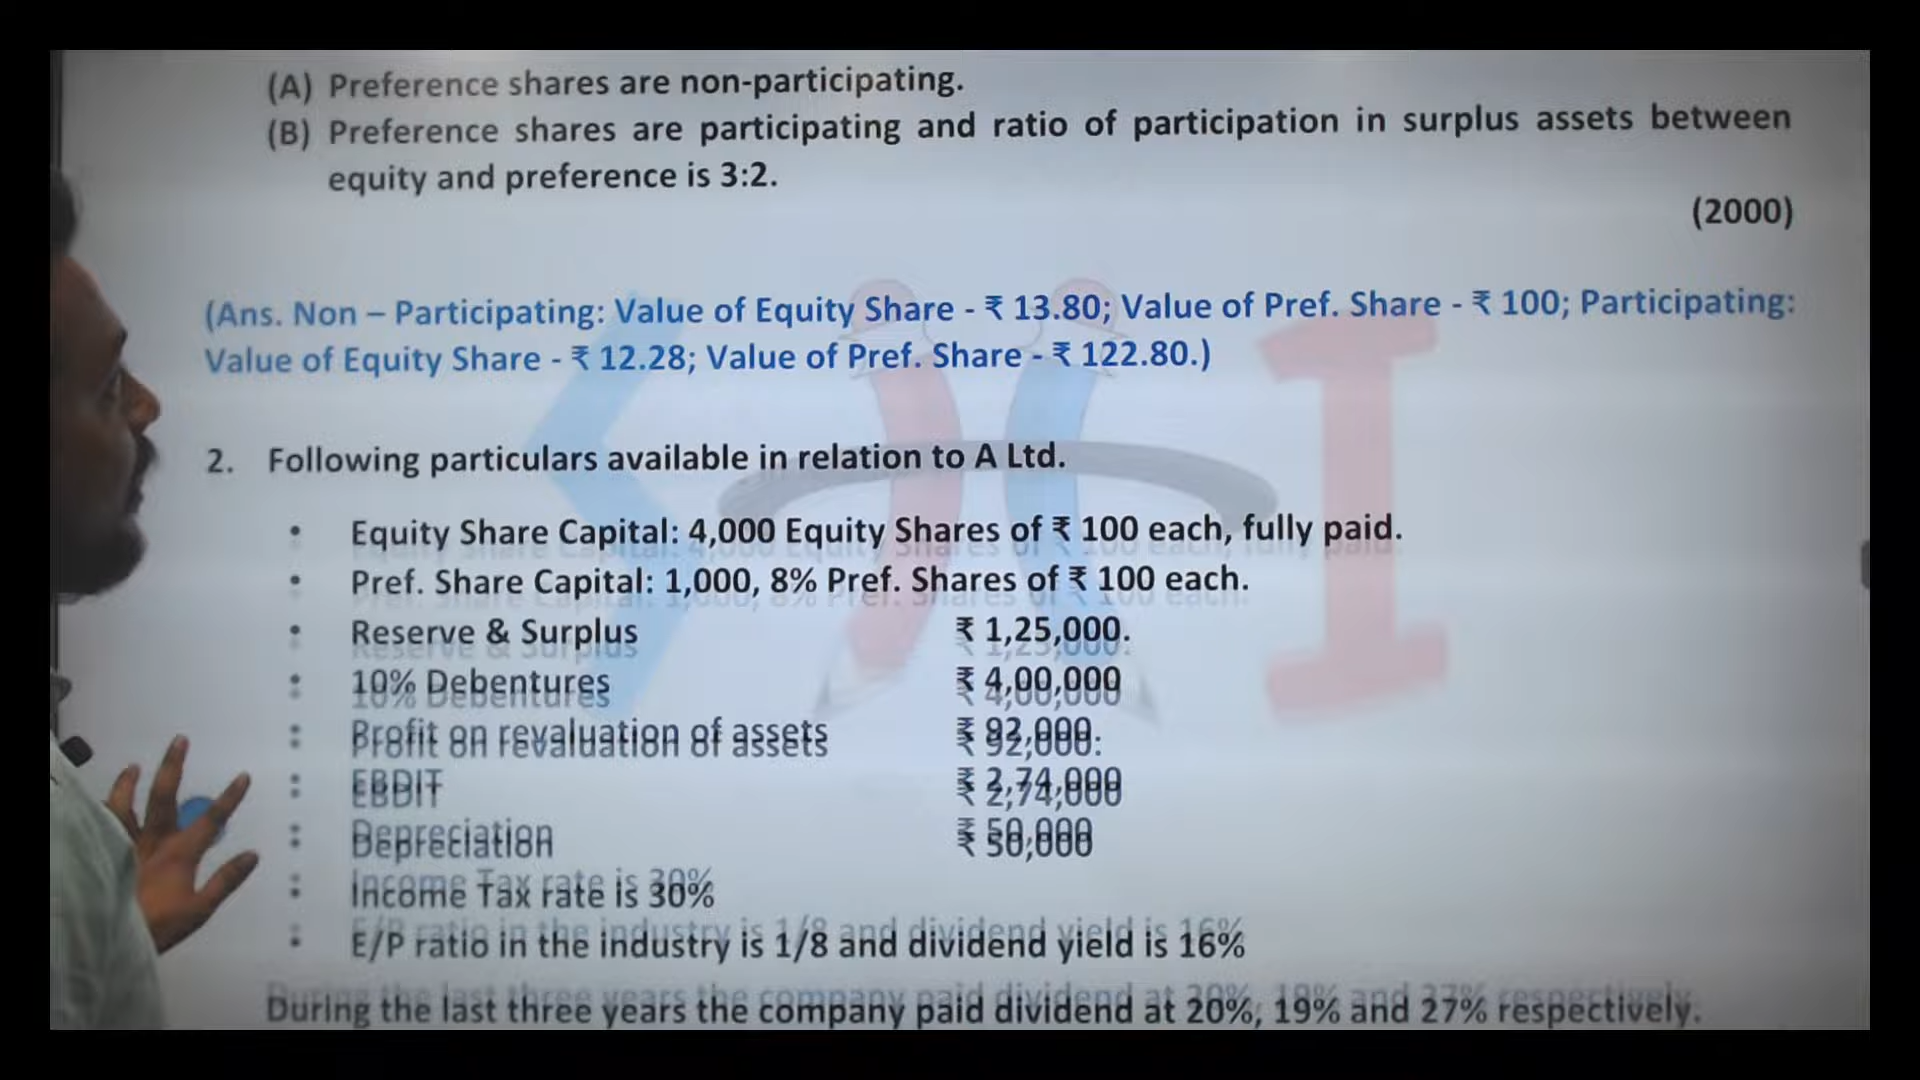 (A) Preference shares are non-participating.
(B) Preference shares are participating and ratio of participation in surplus assets between
equity and preference is 3:2.
(2000)
(Ans. Non – Participating: Value of Equity Share - ₹ 13.80; Value of Pref. Share - ₹ 100; Participating:
Value of Equity Share - ₹ 12.28; Value of Pref. Share - ₹ 122.80.)
2. Following particulars available in relation to A Ltd.
• Equity Share Capital: 4,000 Equity Shares of ₹ 100 each, fully paid.
• Pref. Share Capital: 1,000, 8% Pref. Shares of ₹ 100 each.
• Reserve & Surplus ₹ 1,25,000.
• 10% Debentures ₹ 4,00,000
• Profit on revaluation of assets ₹ 92,000.
• EBDIT ₹ 2,74,000
• Depreciation ₹ 50,000
• Income Tax rate is 30%
• E/P ratio in the industry is 1/8 and dividend yield is 16%
During the last three years the company paid dividend at 20%, 19% and 27% respectively.